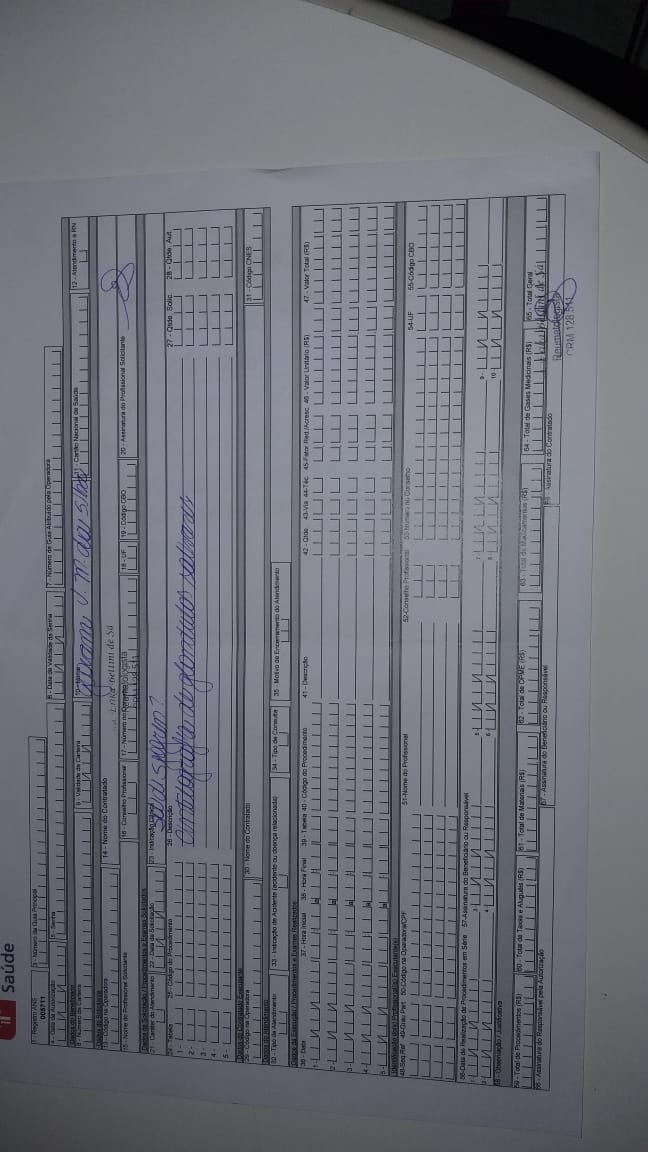 Saúde
1 - Registro ANS
005711
3 - Número da Guia Principal
4 - Data da Autorização
5 - Senha
6 - Data da Validade da Senha
7 - Número da Guia Atribuído pela Operadora
Dados do Beneficiário
8 - Número da Carteira
9 - Validade da Carteira
10 - Nome
11 - Cartão Nacional de Saúde
12 - Atendimento a RN
Dados do Solicitante
13 - Código na Operadora
14 - Nome do Contratado
Bellini de Sá
15 - Nome do Profissional Solicitante
16 - Conselho Profissional
17 - Número no Conselho
18 - UF
19 - Código CBO
20 - Assinatura do Profissional Solicitante
Reumatologista
Dados da Solicitação / Procedimentos e Exames Solicitados
21 - Caráter do Atendimento
22 - Data da Solicitação
23 - Indicação Clínica
24 - Tabela
25 - Código do Procedimento
26 - Descrição
27 - Qtde. Solic.
28 - Qtde. Aut.
1 -
cintilografia de glândulas salivares
2 -
3 -
4 -
5 -
Dados do Contratado Executante
29 - Código na Operadora
30 - Nome do Contratado
31 - Código CNES
Dados do Atendimento
32 - Tipo de Atendimento
33 - Indicação de Acidente (acidente ou doença relacionada)
34 - Tipo de Consulta
35 - Motivo de Encerramento do Atendimento
Dados da Execução / Procedimentos e Exames Realizados
36 - Data
37 - Hora Inicial
38 - Hora Final
39 - Tabela
40 - Código do Procedimento
41 - Descrição
42 - Qtde
43-Via
44-Téc.
45-Fator Red./Acresc.
46 - Valor Unitário (R$)
47 - Valor Total (R$)
Identificação do(s) Profissional(is) Executante(s)
48-Seq.Ref
49-Grau Part.
50-Código na Operadora/CPF
51-Nome do Profissional
52-Conselho Profissional
53-Número no Conselho
54-UF
55-Código CBO
56-Data de Realização de Procedimentos em Série
57-Assinatura do Beneficiário ou Responsável
58 - Observação / Justificativa
59 - Total de Procedimentos (R$)
60 - Total de Taxas e Aluguéis (R$)
61 - Total de Materiais (R$)
62 - Total de OPME (R$)
63 - Total de Medicamentos (R$)
64 - Total de Gases Medicinais (R$)
65 - Total Geral
66 - Assinatura do Responsável pela Autorização
67 - Assinatura do Beneficiário ou Responsável
68 - Assinatura do Contratado
Bellini de Sá
Reumatologista
CRM 128.511